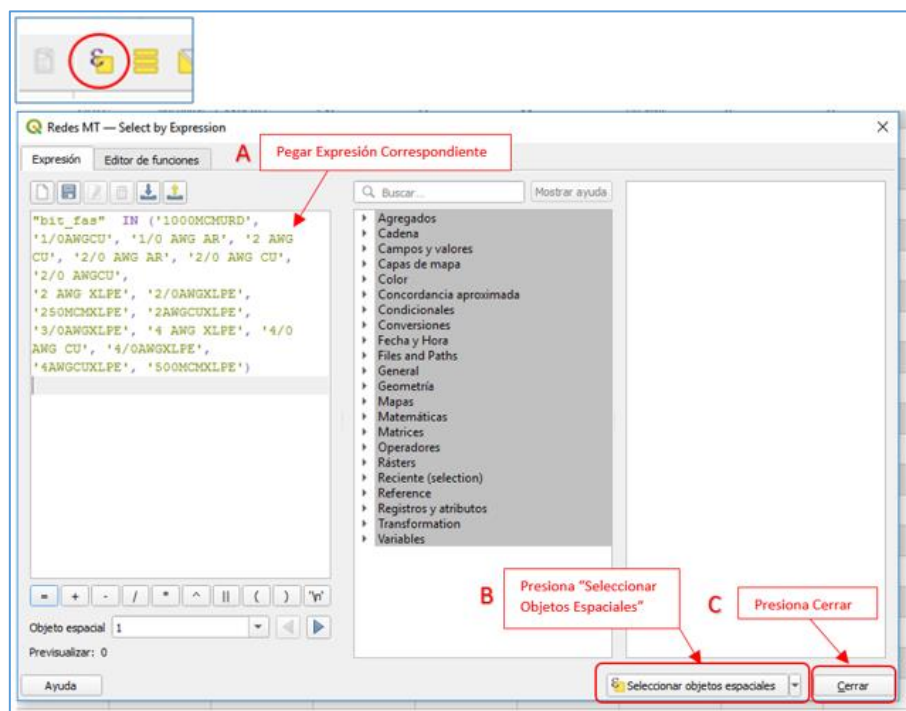 Redes MT — Select by Expression
Expresión
Editor de funciones
A
Pegar Expresión Correspondiente
"bit_fas" IN ('1000MCMURD',
'1/0AWGCU', '1/0 AWG AR', '2 AWG
CU', '2/0 AWG AR', '2/0 AWG CU',
'2/0 AWGCU',
'2 AWG XLPE', '2/0AWGXLPE',
'250MCMXLPE', '2AWGCUXLPE',
'3/0AWGXLPE', '4 AWG XLPE', '4/0
AWG CU', '4/0AWGXLPE',
'4AWGCUXLPE', '500MCMXLPE')
Buscar...
Mostrar ayuda
Agregados
Cadena
Campos y valores
Capas de mapa
Color
Concordancia aproximada
Condicionales
Conversiones
Fecha y Hora
Files and Paths
General
Geometría
Mapas
Matemáticas
Matrices
Operadores
Rásters
Reciente (selection)
Reference
Registros y atributos
Transformation
Variables
= + - / * ^ || ( ) '\n'
Objeto espacial 1
Previsualizar: 0
B
Presiona "Seleccionar
Objetos Espaciales"
C
Presiona Cerrar
Ayuda
Seleccionar objetos espaciales
Cerrar